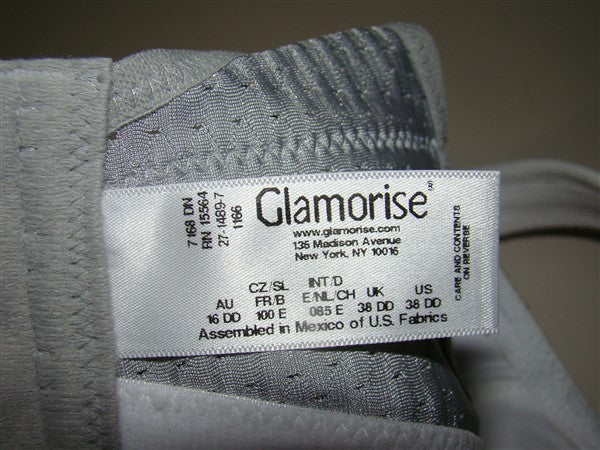 7168 DN
RN 15564
27-1489-7
1166
Glamorise
www.glamorise.com
135 Madison Avenue
New York, NY 10016
CZ/SL INT/D
AU FR/B E/NL/CH UK US
16 DD 100 E 085 E 38 DD 38 DD
Assembled in Mexico of U.S. Fabrics
CARE AND CONTENTS
ON REVERSE